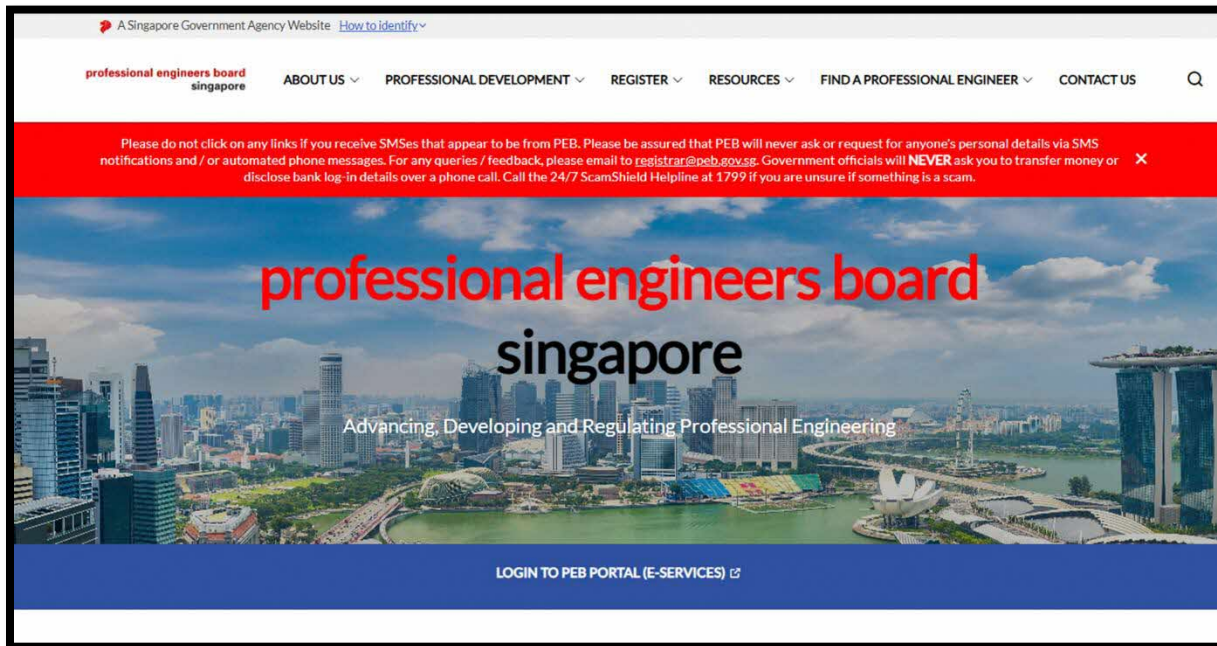 A Singapore Government Agency Website How to identify
professional engineers board
singapore
ABOUT US PROFESSIONAL DEVELOPMENT REGISTER RESOURCES FIND A PROFESSIONAL ENGINEER CONTACT US
Please do not click on any links if you receive SMSes that appear to be from PEB. Please be assured that PEB will never ask or request for anyone's personal details via SMS
notifications and / or automated phone messages. For any queries / feedback, please email to registrar@peb.gov.sg. Government officials will NEVER ask you to transfer money or
disclose bank log-in details over a phone call. Call the 24/7 ScamShield Helpline at 1799 if you are unsure if something is a scam.
professional engineers board
singapore
Advancing, Developing and Regulating Professional Engineering
LOGIN TO PEB PORTAL (E-SERVICES)